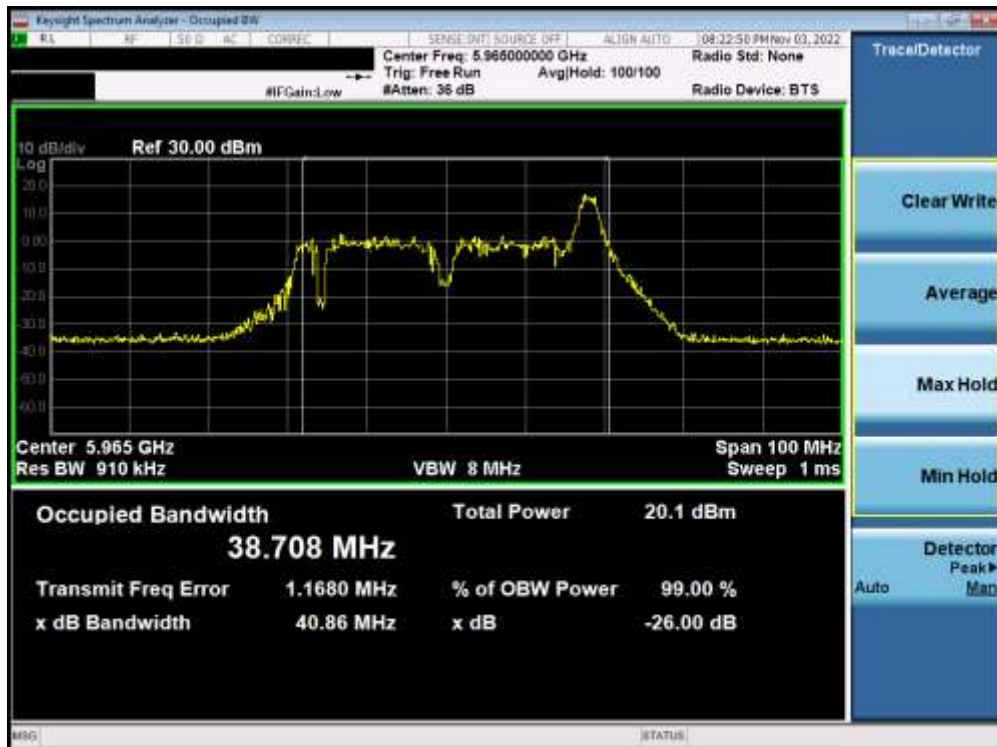 Keysight Spectrum Analyzer - Occupied BW
RL RF 50 Ω AC CORREC SENSE:INT SOURCE OFF ALIGN AUTO 08:22:50 PM Nov 03, 2022
Center Freq: 5.965000000 GHz Radio Std: None
Trig: Free Run Avg|Hold: 100/100
#IFGain:Low #Atten: 36 dB Radio Device: BTS
Trace/Detector
10 dB/div Ref 30.00 dBm
Log
20.0
10.0
0.00
-10.0
-20.0
-30.0
-40.0
-50.0
-60.0
Center 5.965 GHz Span 100 MHz
Res BW 910 kHz VBW 8 MHz Sweep 1 ms
Occupied Bandwidth Total Power 20.1 dBm
38.708 MHz
Transmit Freq Error 1.1680 MHz % of OBW Power 99.00 %
x dB Bandwidth 40.86 MHz x dB -26.00 dB
Clear Write
Average
Max Hold
Min Hold
Detector
Peak▶
Auto Man
MSG STATUS